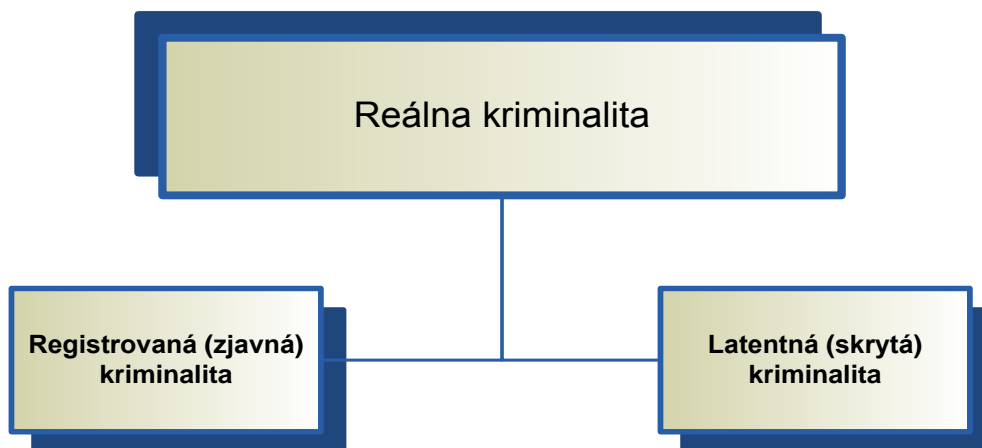 Reálna kriminalita
Registrovaná (zjavná)
kriminalita
Latentná (skrytá)
kriminalita